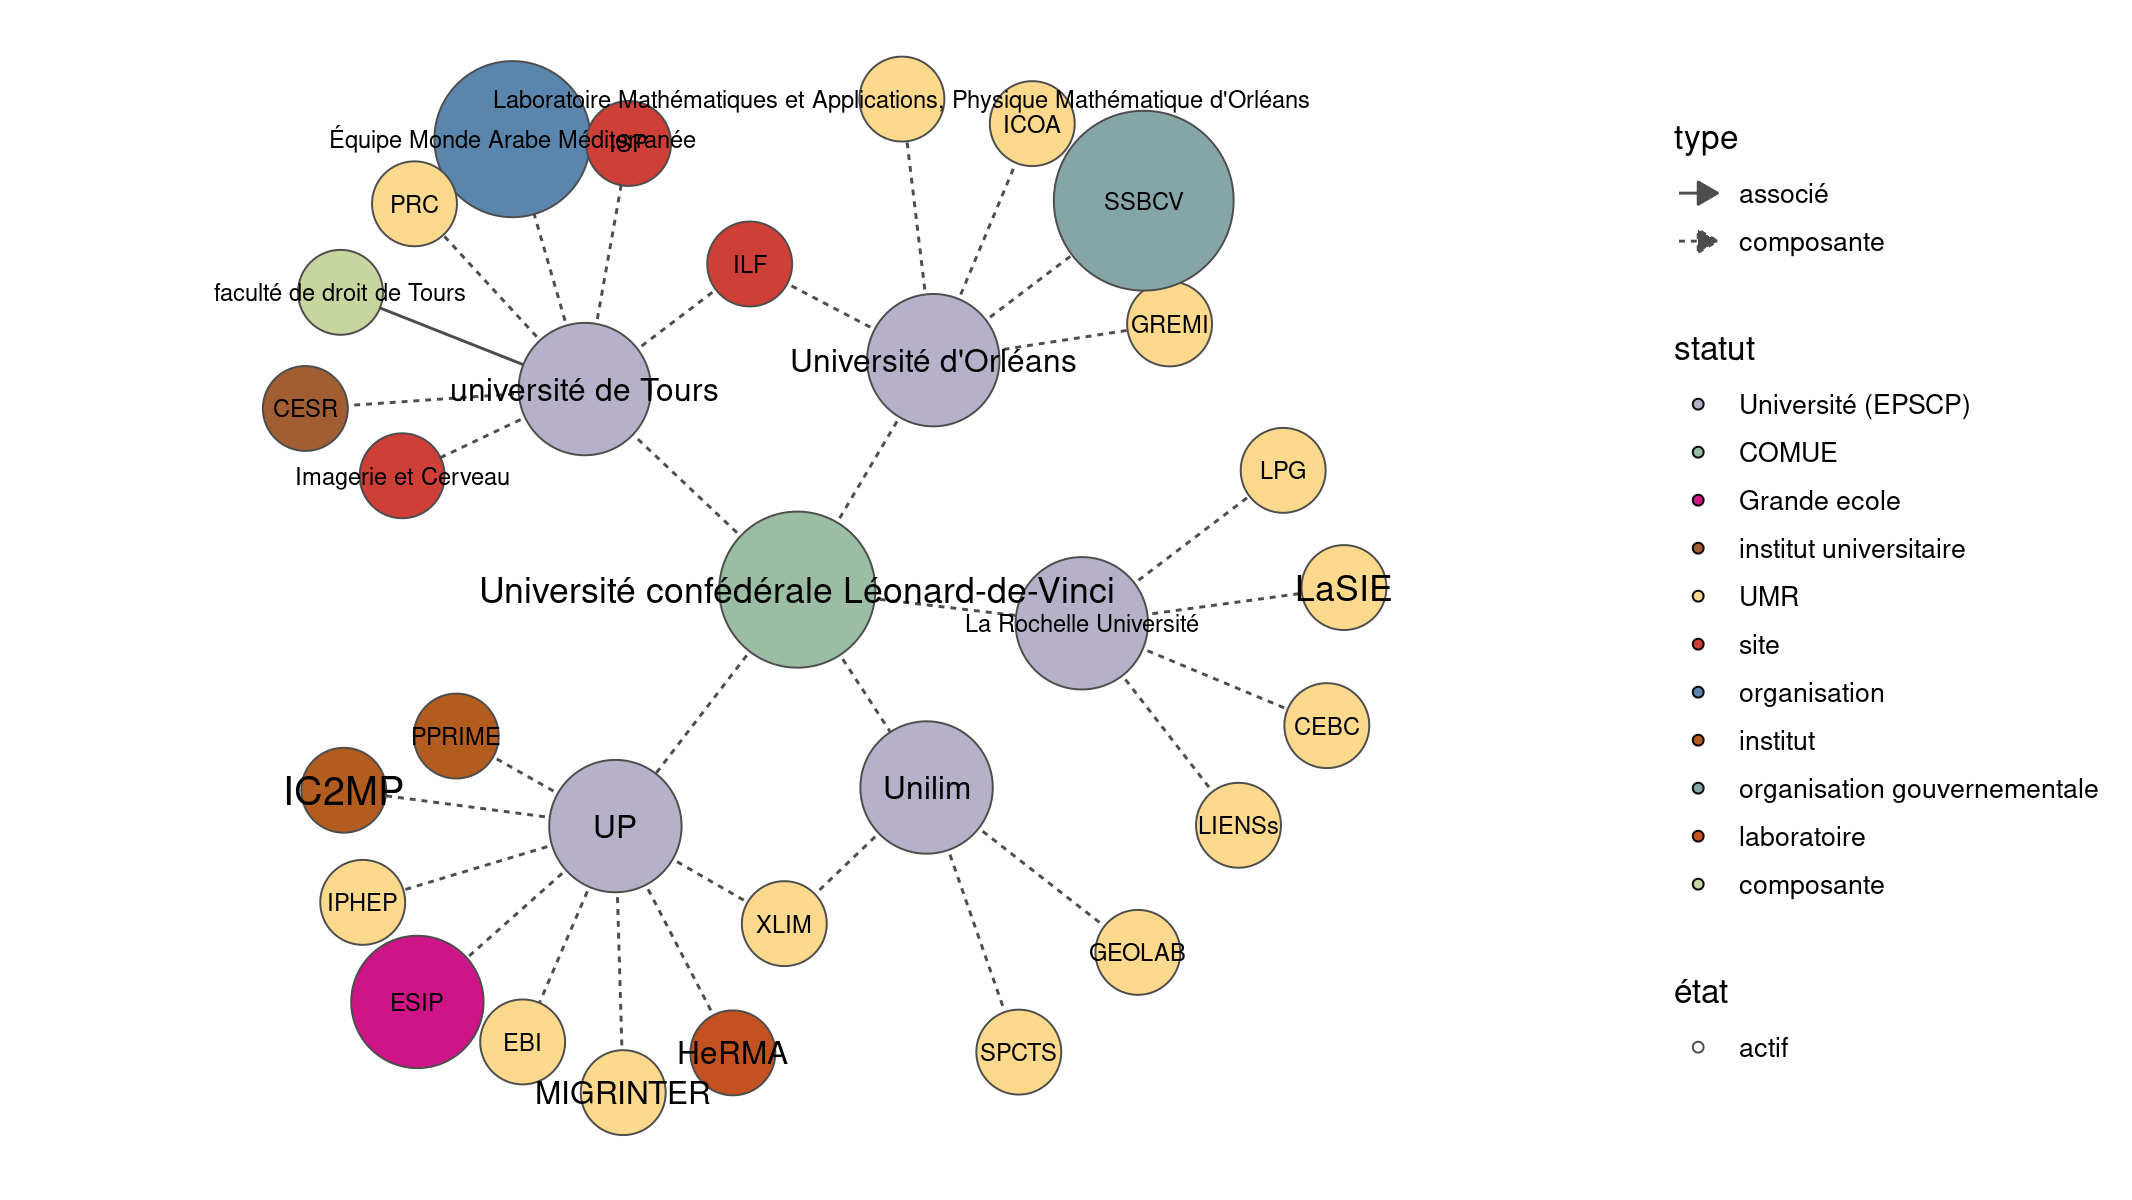 Laboratoire Mathématiques et Applications, Physique Mathématique d'Orléans
ICOA
Équipe Monde Arabe Méditerranée
ISP
PRC
SSBCV
ILF
faculté de droit de Tours
GREMI
Université d'Orléans
université de Tours
CESR
Imagerie et Cerveau
LPG
Université confédérale Léonard-de-Vinci
LaSIE
La Rochelle Université
CEBC
PPRIME
IC2MP
UP
Unilim
LIENSs
IPHEP
XLIM
GEOLAB
ESIP
EBI
MIGRINTER
HeRMA
SPCTS
type
associé
composante
statut
Université (EPSCP)
COMUE
Grande ecole
institut universitaire
UMR
site
organisation
institut
organisation gouvernementale
laboratoire
composante
état
actif